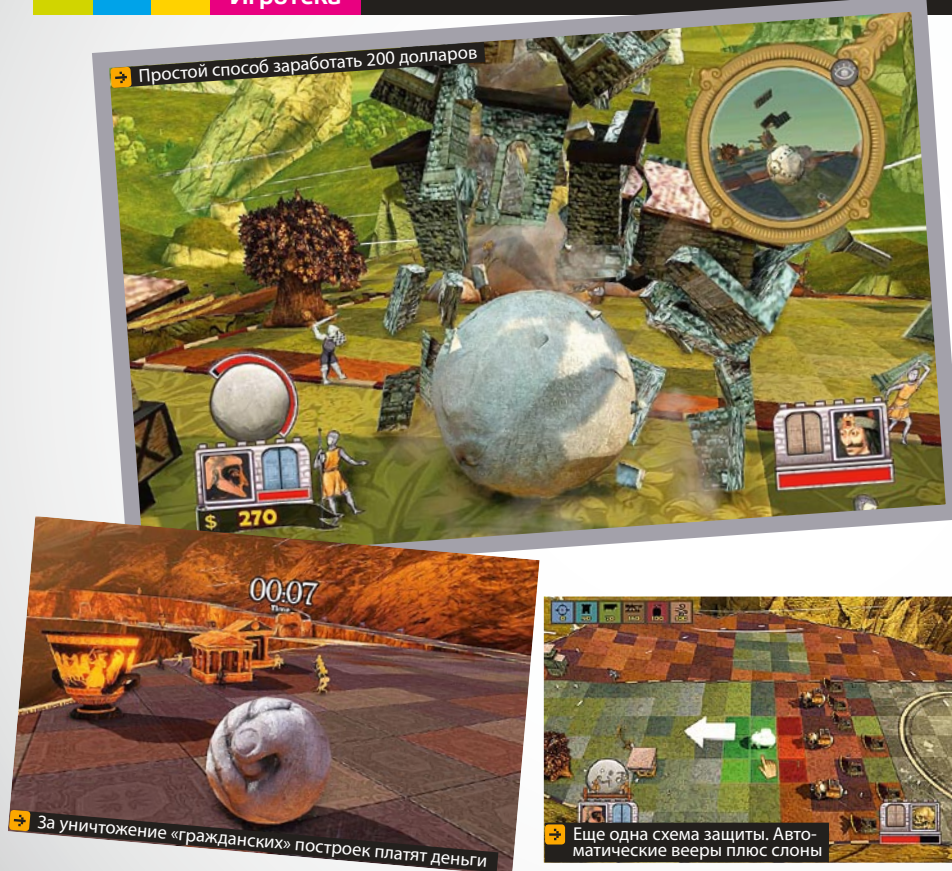 Игротека
Простой способ заработать 200 долларов
$ 270
00:07
Time
За уничтожение «гражданских» построек платят деньги
Еще одна схема защиты. Авто-
матические вееры плюс слоны